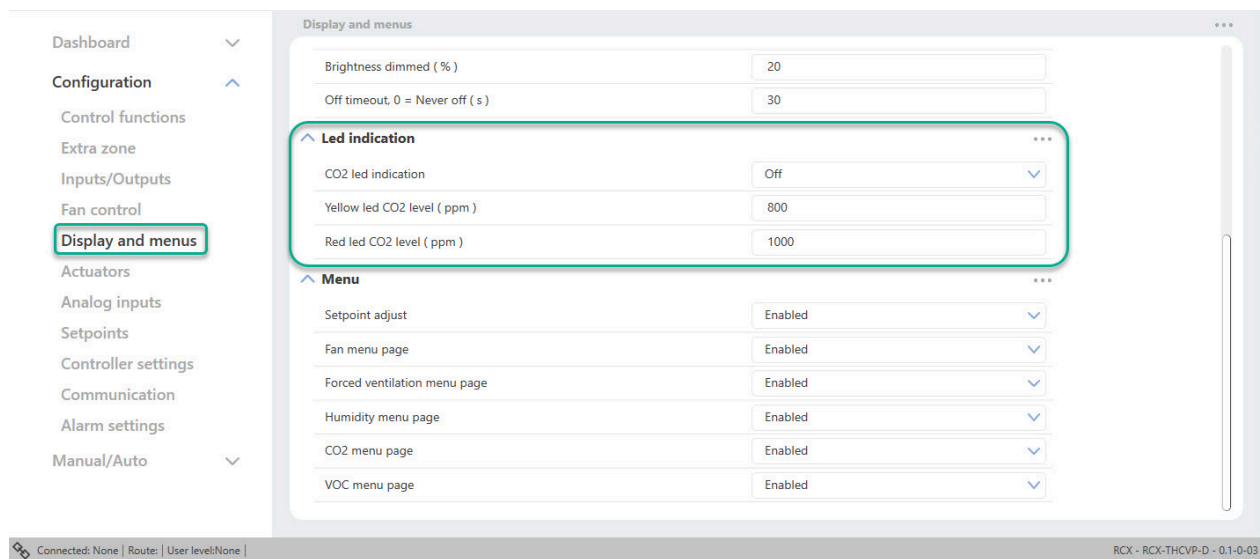 Dashboard
Configuration
Control functions
Extra zone
Inputs/Outputs
Fan control
Display and menus
Actuators
Analog inputs
Setpoints
Controller settings
Communication
Alarm settings
Manual/Auto
Display and menus
Brightness dimmed ( % ) 20
Off timeout, 0 = Never off ( s ) 30
Led indication
CO2 led indication Off
Yellow led CO2 level ( ppm ) 800
Red led CO2 level ( ppm ) 1000
Menu
Setpoint adjust Enabled
Fan menu page Enabled
Forced ventilation menu page Enabled
Humidity menu page Enabled
CO2 menu page Enabled
VOC menu page Enabled
Connected: None | Route: | User level:None | RCX - RCX-THCVP-D - 0.1-0-03